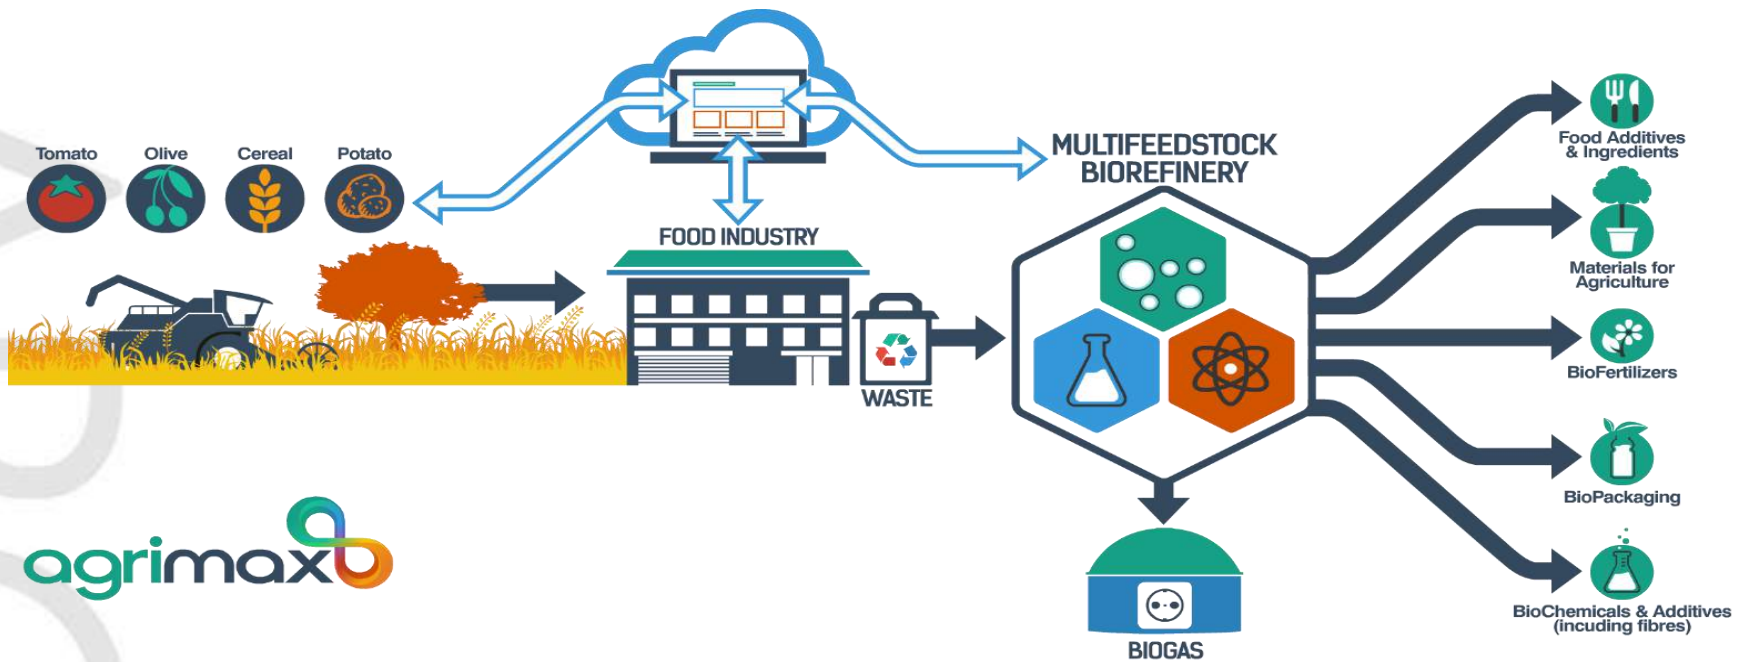 Tomato
Olive
Cereal
Potato
FOOD INDUSTRY
WASTE
MULTIFEEDSTOCK
BIOREFINERY
BIOGAS
Food Additives
& Ingredients
Materials for
Agriculture
BioFertilizers
BioPackaging
BioChemicals & Additives
(incuding fibres)
agrimax